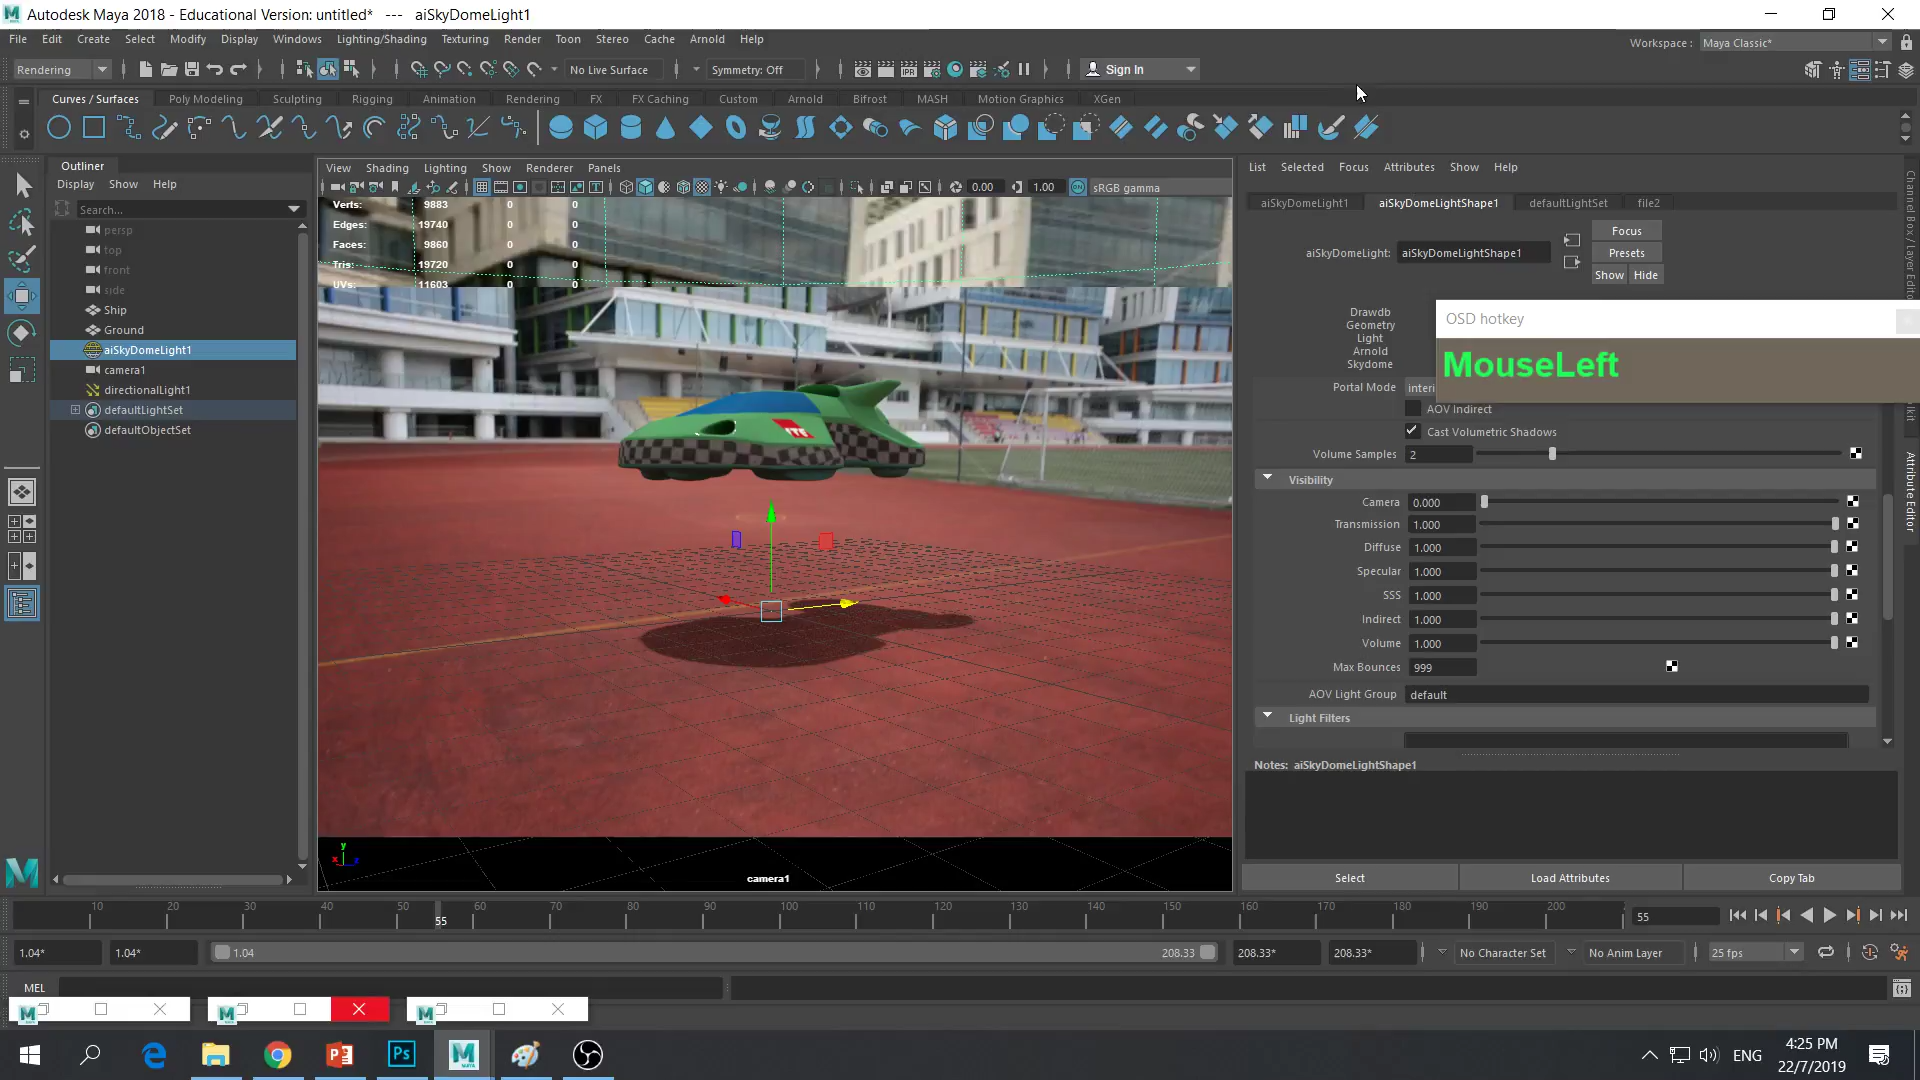 Autodesk Maya 2018 - Educational Version: untitled*   ---   aiSkyDomeLight1
File Edit Create Select Modify Display Windows Lighting/Shading Texturing Render Toon Stereo Cache Arnold Help
Workspace : Maya Classic*
Rendering No Live Surface Symmetry: Off Sign In
Curves / Surfaces Poly Modeling Sculpting Rigging Animation Rendering FX FX Caching Custom Arnold Bifrost MASH Motion Graphics XGen
Outliner
Display Show Help
Search...
persp
top
front
side
Ship
Ground
aiSkyDomeLight1
camera1
directionalLight1
defaultLightSet
defaultObjectSet
View Shading Lighting Show Renderer Panels
0.00 1.00 ON sRGB gamma
Verts: 9883 0 0
Edges: 19740 0 0
Faces: 9860 0 0
Tris: 19720 0 0
UVs: 11603 0 0
ITE
y
x z
camera1
List Selected Focus Attributes Show Help
aiSkyDomeLight1 aiSkyDomeLightShape1 defaultLightSet file2
aiSkyDomeLight: aiSkyDomeLightShape1
Focus
Presets
Show Hide
Drawdb
Geometry
Light
Arnold
Skydome
OSD hotkey
MouseLeft
Portal Mode interi
AOV Indirect
Cast Volumetric Shadows
Volume Samples 2
Visibility
Camera 0.000
Transmission 1.000
Diffuse 1.000
Specular 1.000
SSS 1.000
Indirect 1.000
Volume 1.000
Max Bounces 999
AOV Light Group default
Light Filters
Notes: aiSkyDomeLightShape1
Select Load Attributes Copy Tab
Channel Box / Layer Edito
lkit
Attribute Editor
10 20 30 40 50 55 60 70 80 90 100 110 120 130 140 150 160 170 180 190 200
55
1.04* 1.04* 1.04 208.33 208.33* 208.33* No Character Set No Anim Layer 25 fps
MEL
ENG
4:25 PM
22/7/2019